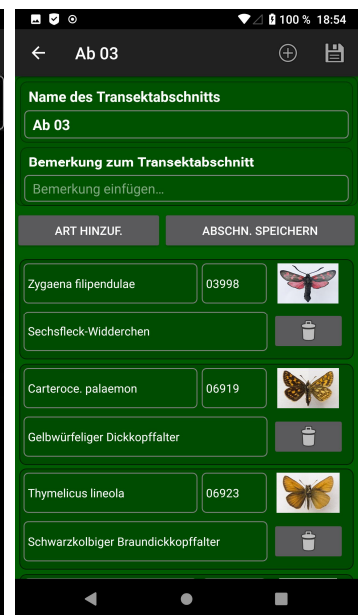 100 % 18:54
Ab 03
Name des Transektabschnitts
Ab 03
Bemerkung zum Transektabschnitt
Bemerkung einfügen…
ART HINZUF.
ABSCHN. SPEICHERN
Zygaena filipendulae
03998
Sechsfleck-Widderchen
Carteroce. palaemon
06919
Gelbwürfeliger Dickkopffalter
Thymelicus lineola
06923
Schwarzkolbiger Braundickkopffalter